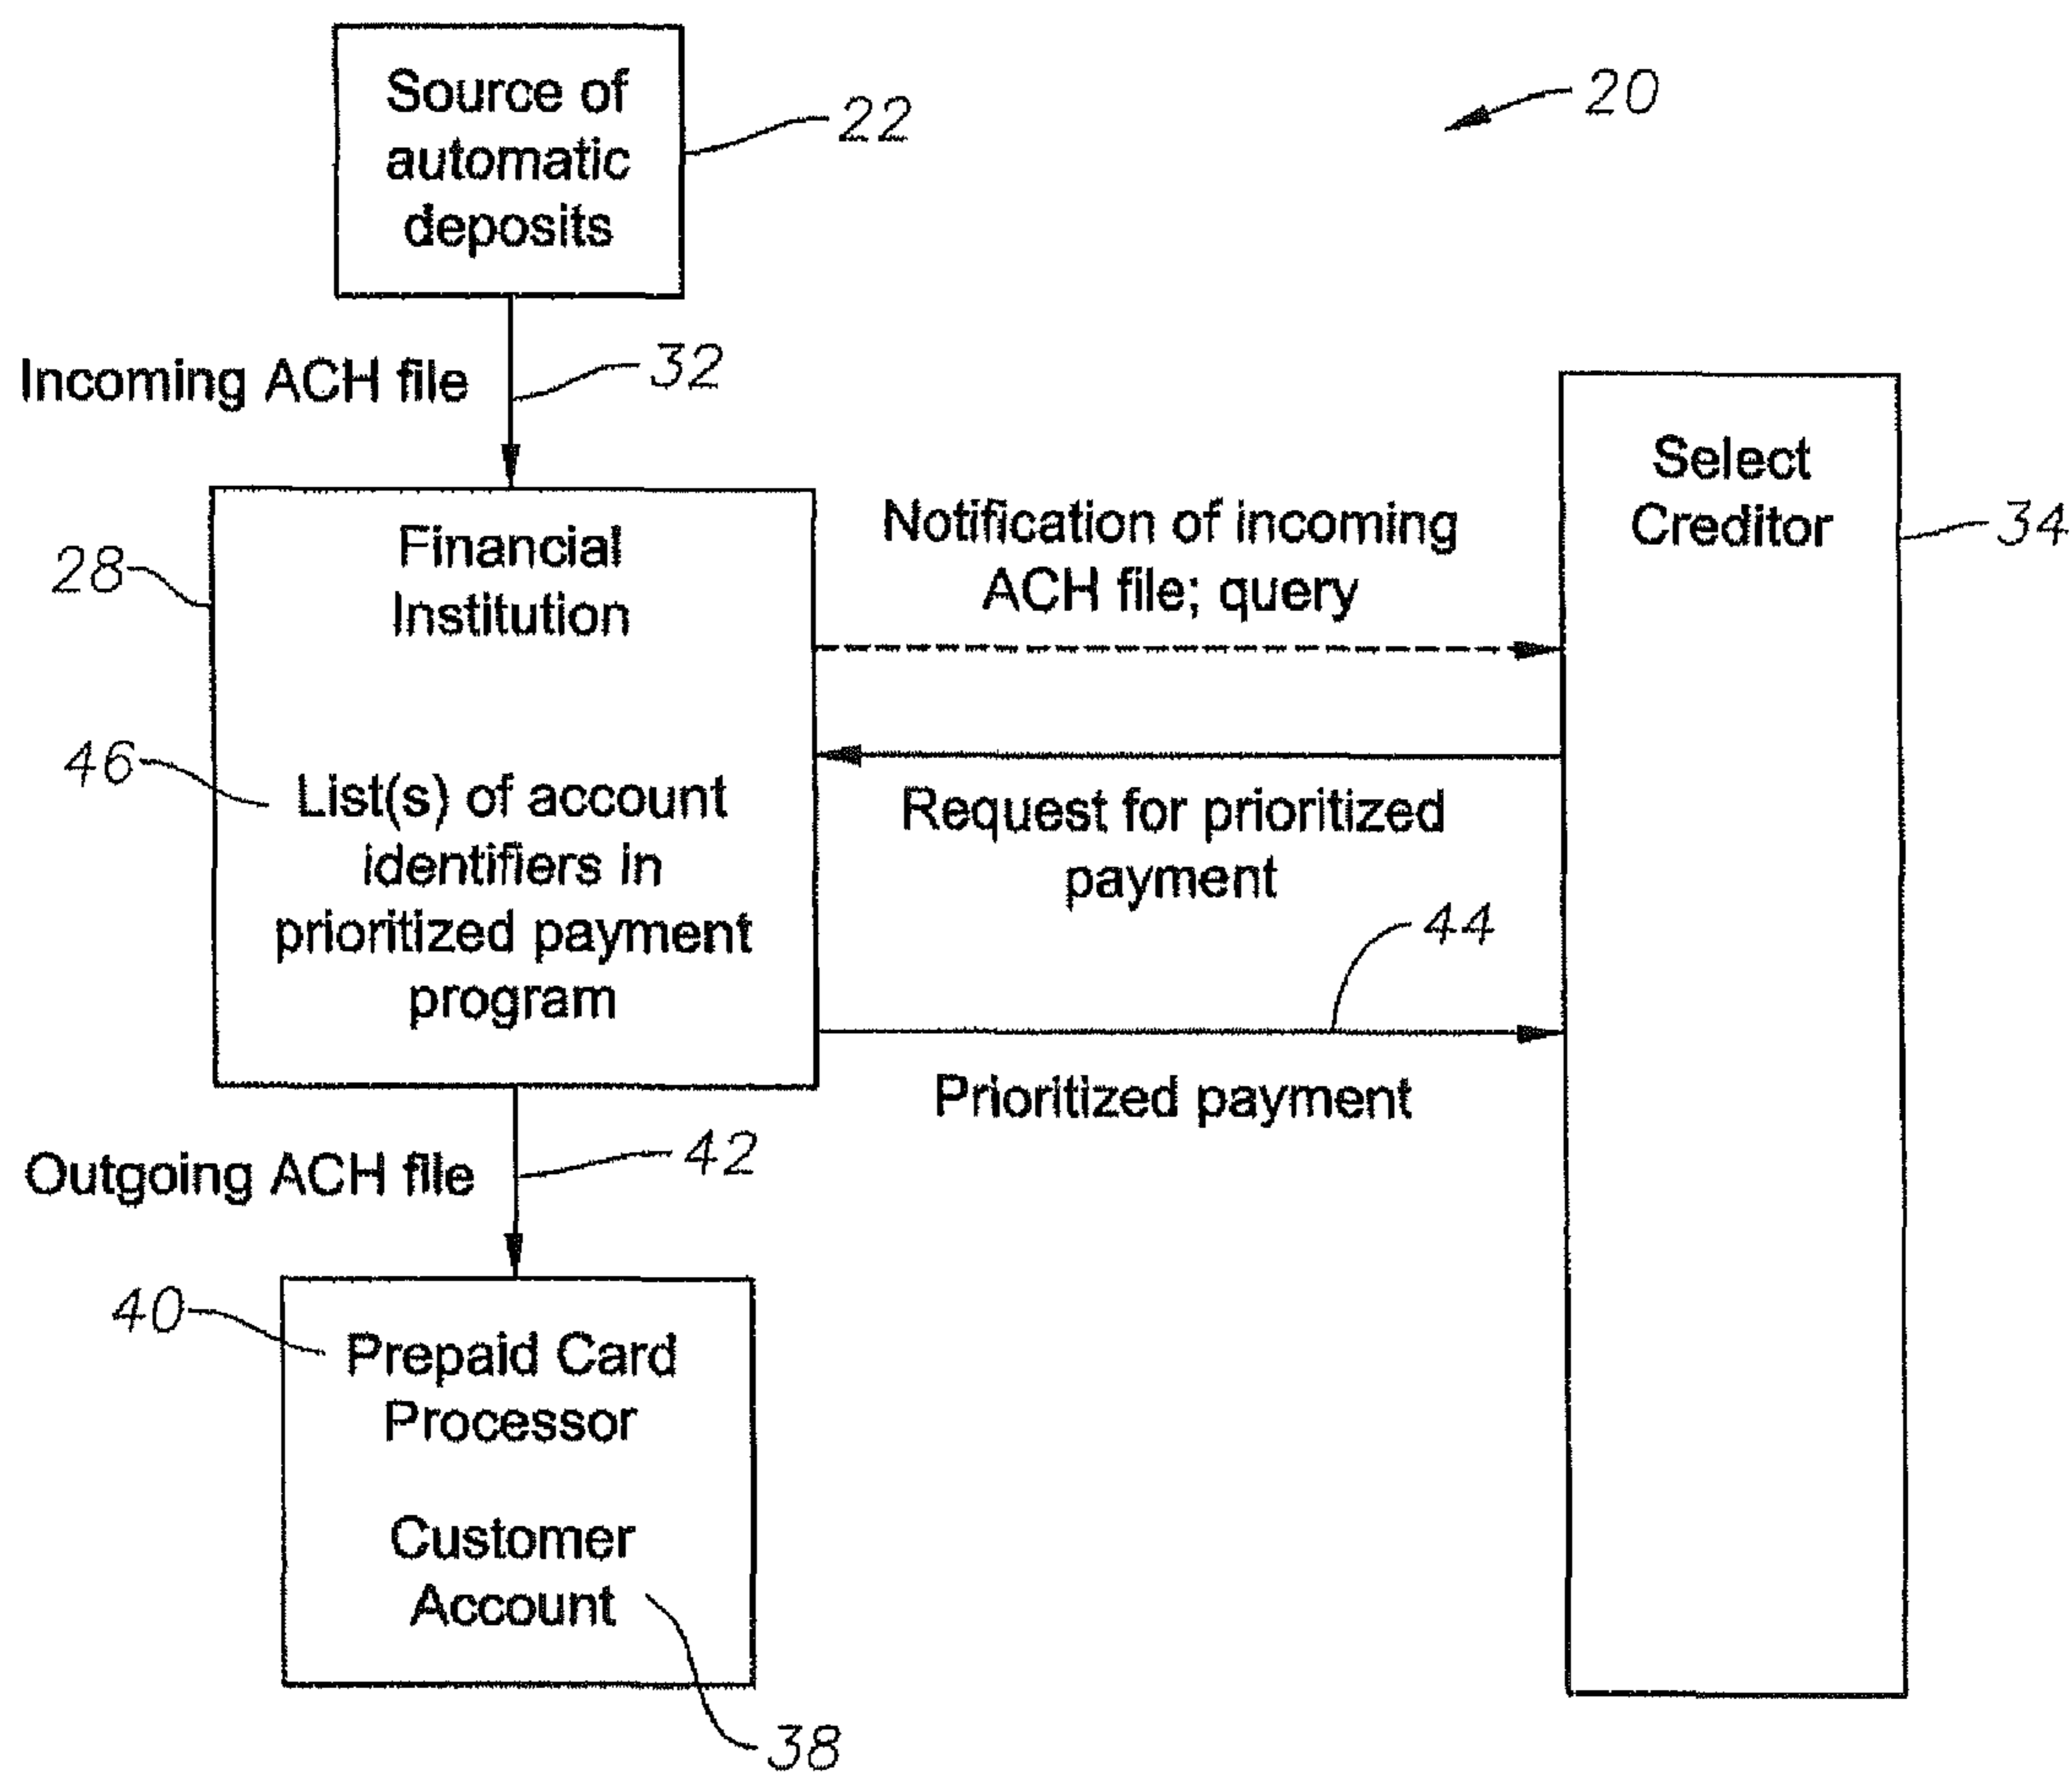 Source of
automatic
deposits
22
20
Incoming ACH file
32
Financial
Institution
28
46
List(s) of account
identifiers in
prioritized payment
program
Notification of incoming
ACH file; query
Request for prioritized
payment
44
Prioritized payment
Select
Creditor
34
Outgoing ACH file
42
40
Prepaid Card
Processor
Customer
Account
38